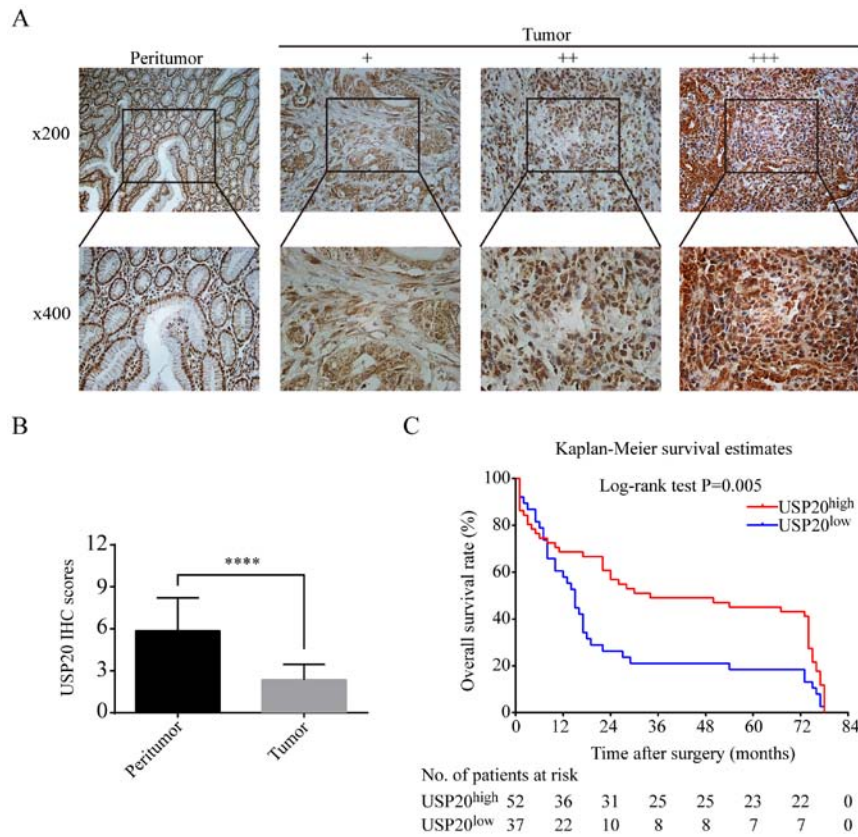 A
Tumor
Peritumor + ++ +++
x200
x400
B
12
9
6
3
0
USP20 IHC scores
****
Peritumor
Tumor
C
Kaplan-Meier survival estimates
Log-rank test P=0.005
USP20high
USP20low
100
80
60
40
20
0
Overall survival rate (%)
0 12 24 36 48 60 72 84
Time after surgery (months)
No. of patients at risk
USP20high 52 36 31 25 25 23 22 0
USP20low 37 22 10 8 8 7 7 0